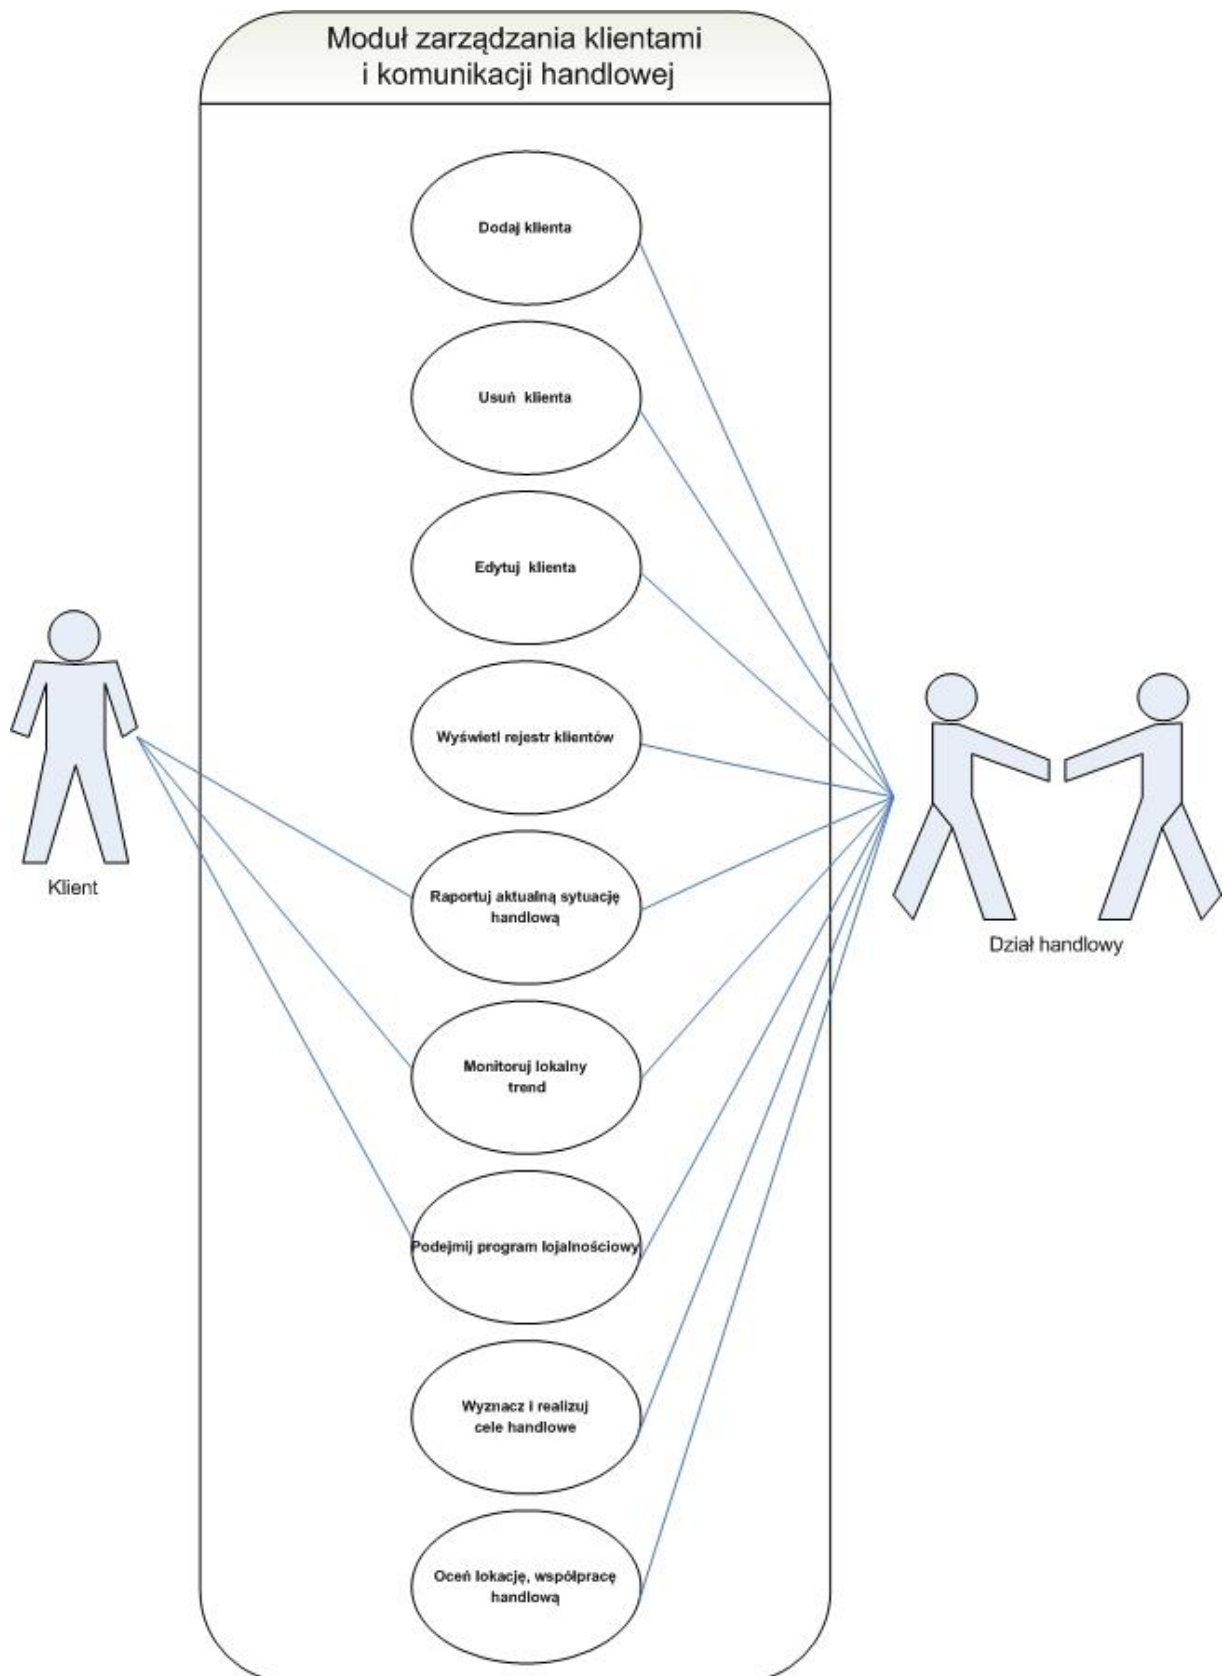 Moduł zarządzania klientami
i komunikacji handlowej
Dodaj klienta
Usuń klienta
Edytuj klienta
Wyświetl rejestr klientów
Klient
Raportuj aktualną sytuację
handlową
Dział handlowy
Monitoruj lokalny
trend
Podejmij program lojalnościowy
Wyznacz i realizuj
cele handlowe
Oceń lokację, współpracę
handlową